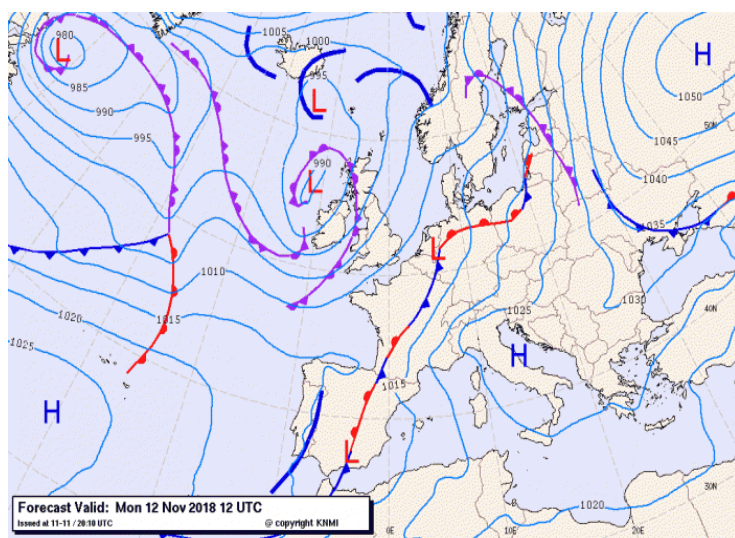 980
L
985
990
995
1005
1000
995
L
H
1050
50N
1045
1040
1035
990
L
1010
1015
1020
1025
H
L
1025
1030
40N
H
1015
L
1020
30N
0E
10E
20E
30E
Forecast Valid: Mon 12 Nov 2018 12 UTC
Issued at 11-11 / 20:10 UTC
@ copyright KNMI